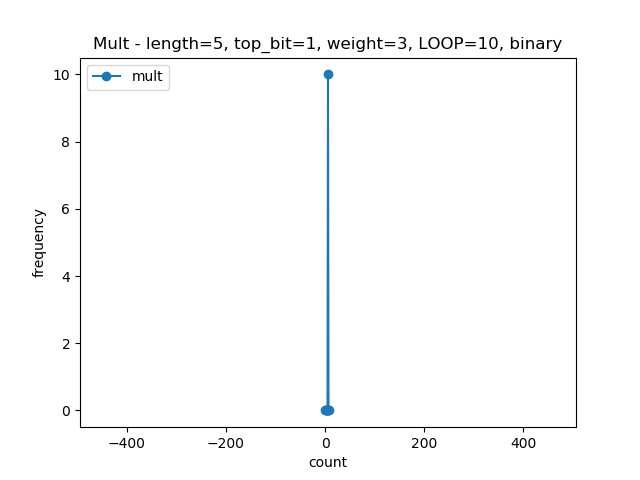 Mult - length=5, top_bit=1, weight=3, LOOP=10, binary
mult
10
8
6
4
2
0
frequency
−400
−200
0
200
400
count